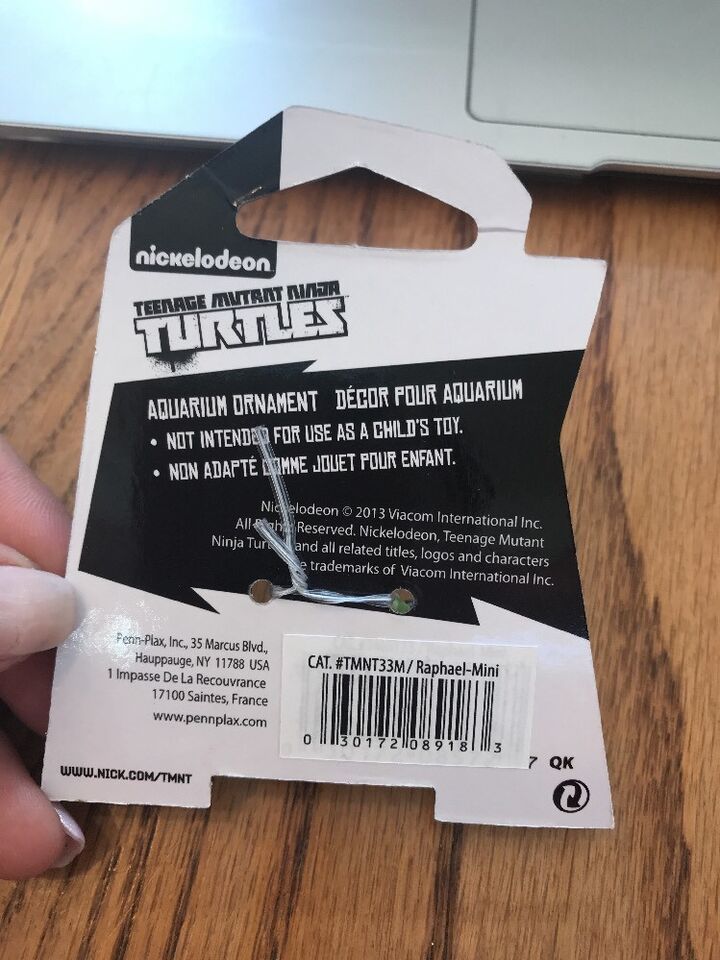 nickelodeon
TEENAGE MUTANT NINJA
TURTLES
AQUARIUM ORNAMENT DÉCOR POUR AQUARIUM
• NOT INTENDED FOR USE AS A CHILD'S TOY.
• NON ADAPTÉ COMME JOUET POUR ENFANT.
Nickelodeon © 2013 Viacom International Inc.
All Rights Reserved. Nickelodeon, Teenage Mutant
Ninja Turtles and all related titles, logos and characters
trademarks of Viacom International Inc.
Penn-Plax, Inc., 35 Marcus Blvd.,
Hauppauge, NY 11788 USA
1 Impasse De La Recouvrance
17100 Saintes, France
www.pennplax.com
WWW.NICK.COM/TMNT
CAT. #TMNT33M/ Raphael-Mini
0 30172 08918 3
7 QK